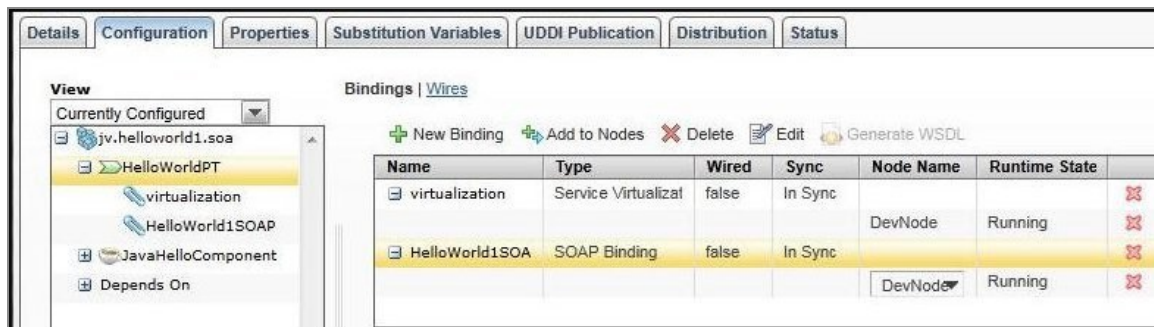 Details Configuration Properties Substitution Variables UDDI Publication Distribution Status
View
Currently Configured
jv.helloworld1.soa
HelloWorldPT
virtualization
HelloWorld1SOAP
JavaHelloComponent
Depends On
Bindings | Wires
New Binding Add to Nodes Delete Edit Generate WSDL
Name Type Wired Sync Node Name Runtime State
virtualization Service Virtualizat false In Sync
DevNode Running
HelloWorld1SOA SOAP Binding false In Sync
DevNode Running